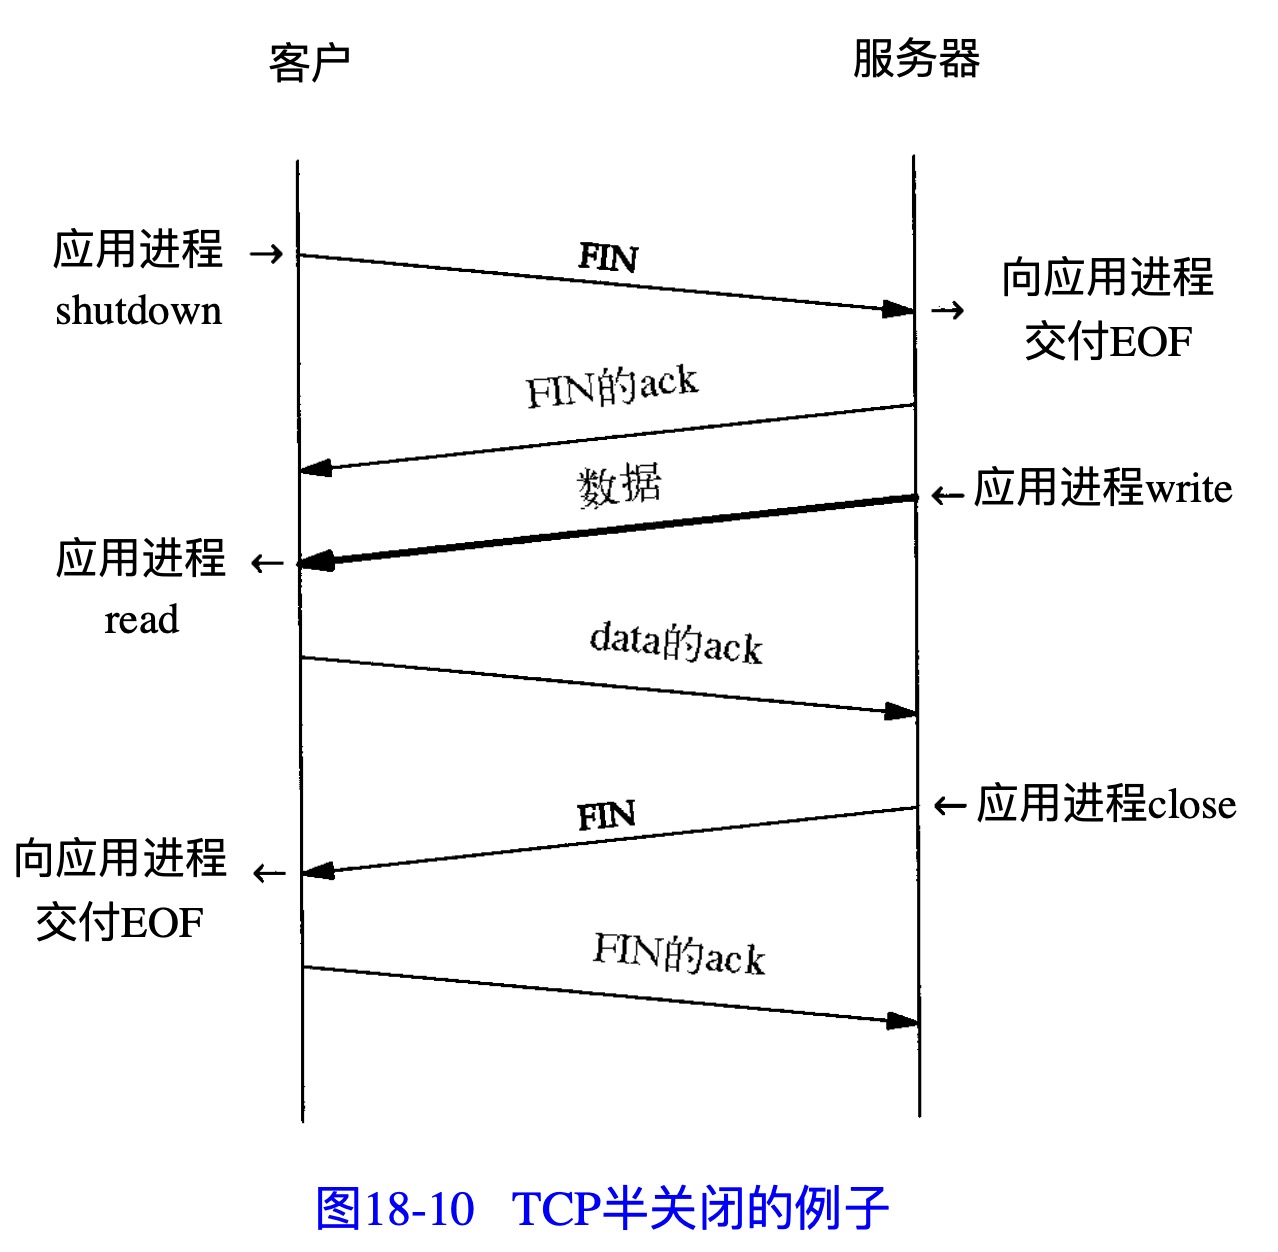 客户
服务器
应用进程
shutdown
→
FIN
→
向应用进程
交付EOF
FIN的ack
数据
←应用进程write
应用进程
read
←
data的ack
FIN
←应用进程close
向应用进程
交付EOF
←
FIN的ack
图18-10 TCP半关闭的例子